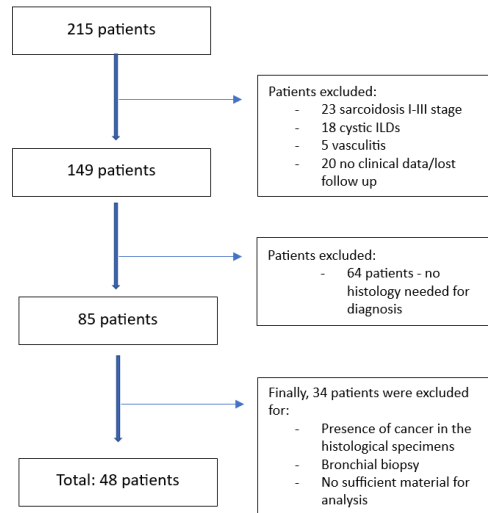 215 patients
Patients excluded:
- 23 sarcoidosis I-III stage
- 18 cystic ILDs
- 5 vasculitis
- 20 no clinical data/lost
follow up
149 patients
Patients excluded:
- 64 patients - no
histology needed for
diagnosis
85 patients
Finally, 34 patients were excluded
for:
- Presence of cancer in the
histological specimens
- Bronchial biopsy
- No sufficient material for
analysis
Total: 48 patients